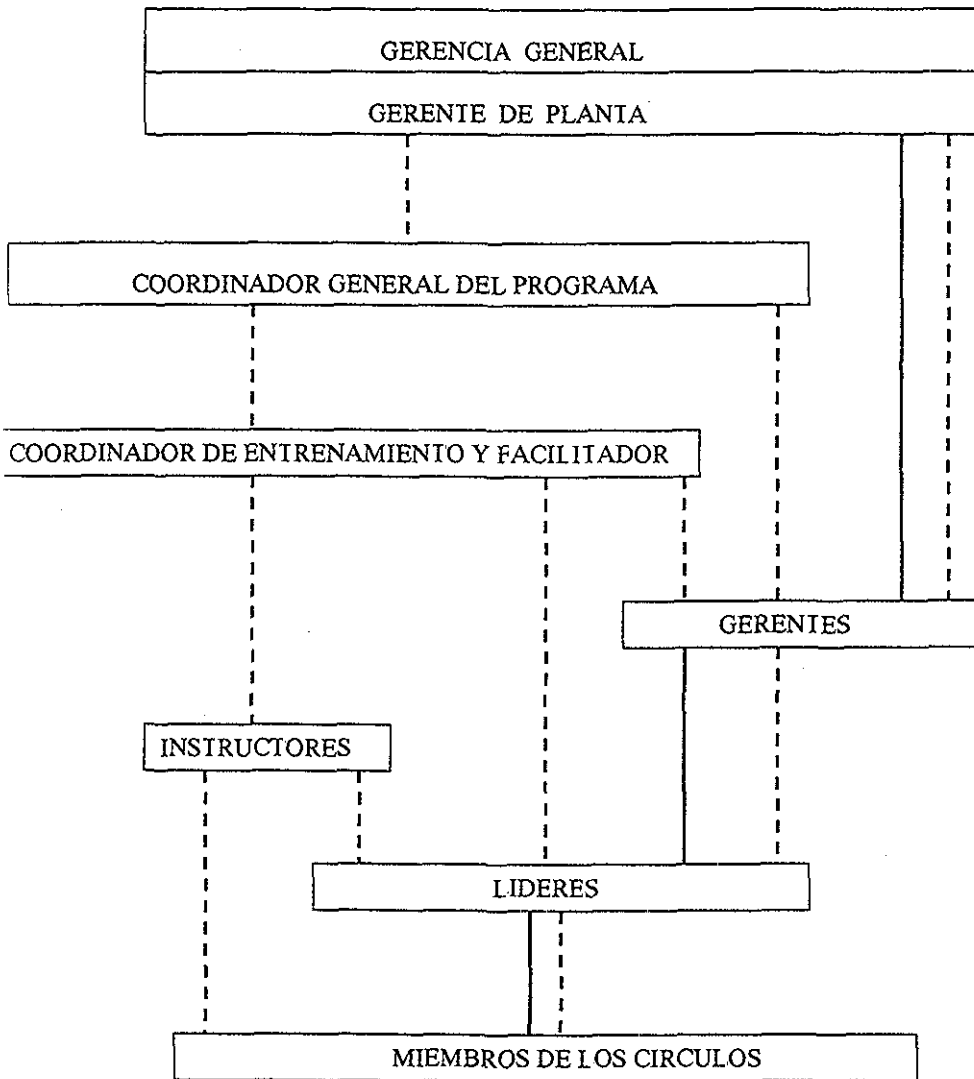 GERENCIA GENERAL
GERENTE DE PLANTA
COORDINADOR GENERAL DEL PROGRAMA
COORDINADOR DE ENTRENAMIENTO Y FACILITADOR
GERENTES
INSTRUCTORES
LIDERES
MIEMBROS DE LOS CIRCULOS